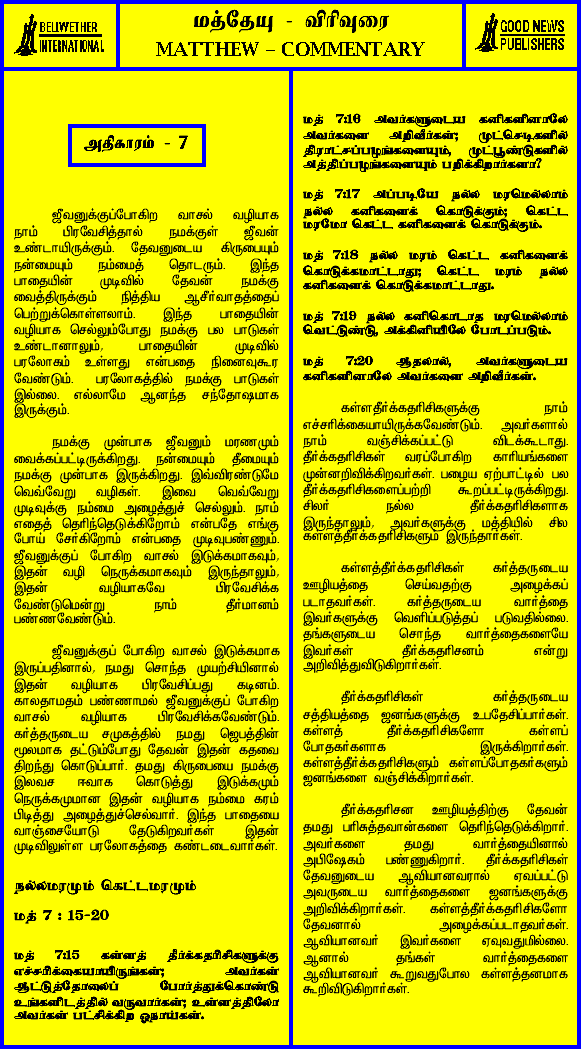 BELIWETHER
INTERNATIONAL
மத்தேயு - விரிவுரை
MATTHEW – COMMENTARY
GOOD NEWS
PUBLISHERS
அதிகாரம் - 7
ஜீவனுக்குப்போகிற வாசல் வழியாக
நாம் பிரவேசித்தால் நமக்குள் ஜீவன்
உண்டாயிருக்கும். தேவனுடைய கிருபையும்
நன்மையும் நம்மைத் தொடரும். இந்த
பாதையின் முடிவில் தேவன் நமக்கு
வைத்திருக்கும் நித்திய ஆசீர்வாதத்தைப்
பெற்றுக்கொள்ளலாம். இந்த பாதையின்
வழியாக செல்லும்போது நமக்கு பல பாடுகள்
உண்டானாலும், பாதையின் முடிவில்
பரலோகம் உள்ளது என்பதை நினைவுகூர
வேண்டும். பரலோகத்தில் நமக்கு பாடுகள்
இல்லை. எல்லாமே ஆனந்த சந்தோஷமாக
இருக்கும்.
நமக்கு முன்பாக ஜீவனும் மரணமும்
வைக்கப்பட்டிருக்கிறது. நன்மையும் தீமையும்
நமக்கு முன்பாக இருக்கிறது. இவ்விரண்டுமே
வெவ்வேறு வழிகள். இவை வெவ்வேறு
முடிவுக்கு நம்மை அழைத்துச் செல்லும். நாம்
எதைத் தெரிந்தெடுக்கிறோம் என்பதே எங்கு
போய் சேர்கிறோம் என்பதை முடிவுபண்ணும்.
ஜீவனுக்குப் போகிற வாசல் இடுக்கமாகவும்,
இதன் வழி நெருக்கமாகவும் இருந்தாலும்,
இதன் வழியாகவே பிரவேசிக்க
வேண்டுமென்று நாம் தீர்மானம்
பண்ணவேண்டும்.
ஜீவனுக்குப் போகிற வாசல் இடுக்கமாக
இருப்பதினால், நமது சொந்த முயற்சியினால்
இதன் வழியாக பிரவேசிப்பது கடினம்.
காலதாமதம் பண்ணாமல் ஜீவனுக்குப் போகிற
வாசல் வழியாக பிரவேசிக்கவேண்டும்.
கர்த்தருடைய சமுகத்தில் நமது ஜெபத்தின்
மூலமாக தட்டும்போது தேவன் இதன் கதவை
திறந்து கொடுப்பார். தமது கிருபையை நமக்கு
இலவச ஈவாக கொடுத்து இடுக்கமும்
நெருக்கமுமான இதன் வழியாக நம்மை கரம்
பிடித்து அழைத்துச்செல்வார். இந்த பாதையை
வாஞ்சையோடு தேடுகிறவர்கள் இதன்
முடிவிலுள்ள பரலோகத்தை கண்டடைவார்கள்.
நல்லமரமும் கெட்டமரமும்
மத் 7 : 15-20
மத் 7:15 கள்ளத் தீர்க்கதரிசிகளுக்கு
எச்சரிக்கையாயிருங்கள்; அவர்கள்
ஆட்டுத்தோலைப் போர்த்துக்கொண்டு
உங்களிடத்தில் வருவார்கள்; உள்ளத்திலோ
அவர்கள் பட்சிக்கிற ஓநாய்கள்.
மத் 7:16 அவர்களுடைய கனிகளினாலே
அவர்களை அறிவீர்கள்; முட்செடிகளில்
திராட்சப்பழங்களையும், முட்பூண்டுகளில்
அத்திப்பழங்களையும் பறிக்கிறார்களா?
மத் 7:17 அப்படியே நல்ல மரமெல்லாம்
நல்ல கனிகளைக் கொடுக்கும்; கெட்ட
மரமோ கெட்ட கனிகளைக் கொடுக்கும்.
மத் 7:18 நல்ல மரம் கெட்ட கனிகளைக்
கொடுக்கமாட்டாது; கெட்ட மரம் நல்ல
கனிகளைக் கொடுக்கமாட்டாது.
மத் 7:19 நல்ல கனிகொடாத மரமெல்லாம்
வெட்டுண்டு, அக்கினியிலே போடப்படும்.
மத் 7:20 ஆதலால், அவர்களுடைய
கனிகளினாலே அவர்களை அறிவீர்கள்.
கள்ளதீர்க்கதரிசிகளுக்கு நாம்
எச்சரிக்கையாயிருக்கவேண்டும். அவர்களால்
நாம் வஞ்சிக்கப்பட்டு விடக்கூடாது.
தீர்க்கதரிசிகள் வரப்போகிற காரியங்களை
முன்னறிவிக்கிறவர்கள். பழைய ஏற்பாட்டில் பல
தீர்க்கதரிசிகளைப்பற்றி கூறப்பட்டிருக்கிறது.
சிலர் நல்ல தீர்க்கதரிசிகளாக
இருந்தாலும், அவர்களுக்கு மத்தியில் சில
கள்ளத்தீர்க்கதரிசிகளும் இருந்தார்கள்.
கள்ளத்தீர்க்கதரிசிகள் கர்த்தருடைய
ஊழியத்தை செய்வதற்கு அழைக்கப்
படாதவர்கள். கர்த்தருடைய வார்த்தை
இவர்களுக்கு வெளிப்படுத்தப் படுவதில்லை.
தங்களுடைய சொந்த வார்த்தைகளையே
இவர்கள் தீர்க்கதரிசனம் என்று
அறிவித்துவிடுகிறார்கள்.
தீர்க்கதரிசிகள் கர்த்தருடைய
சத்தியத்தை ஜனங்களுக்கு உபதேசிப்பார்கள்.
கள்ளத் தீர்க்கதரிசிகளோ கள்ளப்
போதகர்களாக இருக்கிறார்கள்.
கள்ளத்தீர்க்கதரிசிகளும் கள்ளப்போதகர்களும்
ஜனங்களை வஞ்சிக்கிறார்கள்.
தீர்க்கதரிசன ஊழியத்திற்கு தேவன்
தமது பரிசுத்தவான்களை தெரிந்தெடுக்கிறார்.
அவர்களை தமது வார்த்தையினால்
அபிஷேகம் பண்ணுகிறார். தீர்க்கதரிசிகள்
தேவனுடைய ஆவியானவரால் ஏவப்பட்டு
அவருடைய வார்த்தைகளை ஜனங்களுக்கு
அறிவிக்கிறார்கள். கள்ளத்தீர்க்கதரிசிகளோ
தேவனால் அழைக்கப்படாதவர்கள்.
ஆவியானவர் இவர்களை ஏவுவதுமில்லை.
ஆனால் தங்கள் வார்த்தைகளை
ஆவியானவர் கூறுவதுபோல கள்ளத்தனமாக
கூறிவிடுகிறார்கள்.